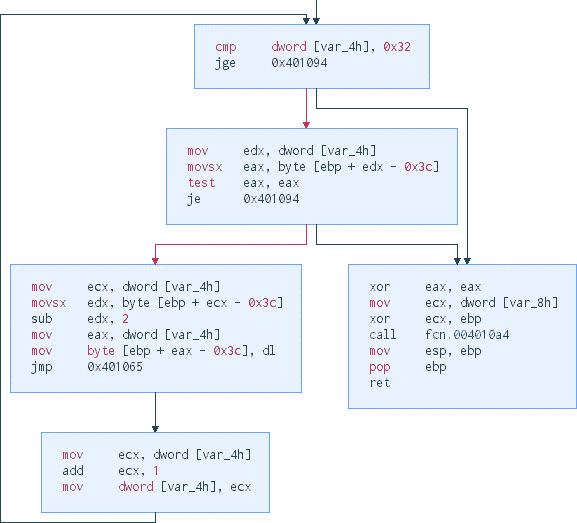 cmp dword [var_4h], 0x32
jge 0x401094
mov edx, dword [var_4h]
movsx eax, byte [ebp + edx - 0x3c]
test eax, eax
je 0x401094
mov ecx, dword [var_4h]
movsx edx, byte [ebp + ecx - 0x3c]
sub edx, 2
mov eax, dword [var_4h]
mov byte [ebp + eax - 0x3c], dl
jmp 0x401065
xor eax, eax
mov ecx, dword [var_8h]
xor ecx, ebp
call fcn.004010a4
mov esp, ebp
pop ebp
ret
mov ecx, dword [var_4h]
add ecx, 1
mov dword [var_4h], ecx